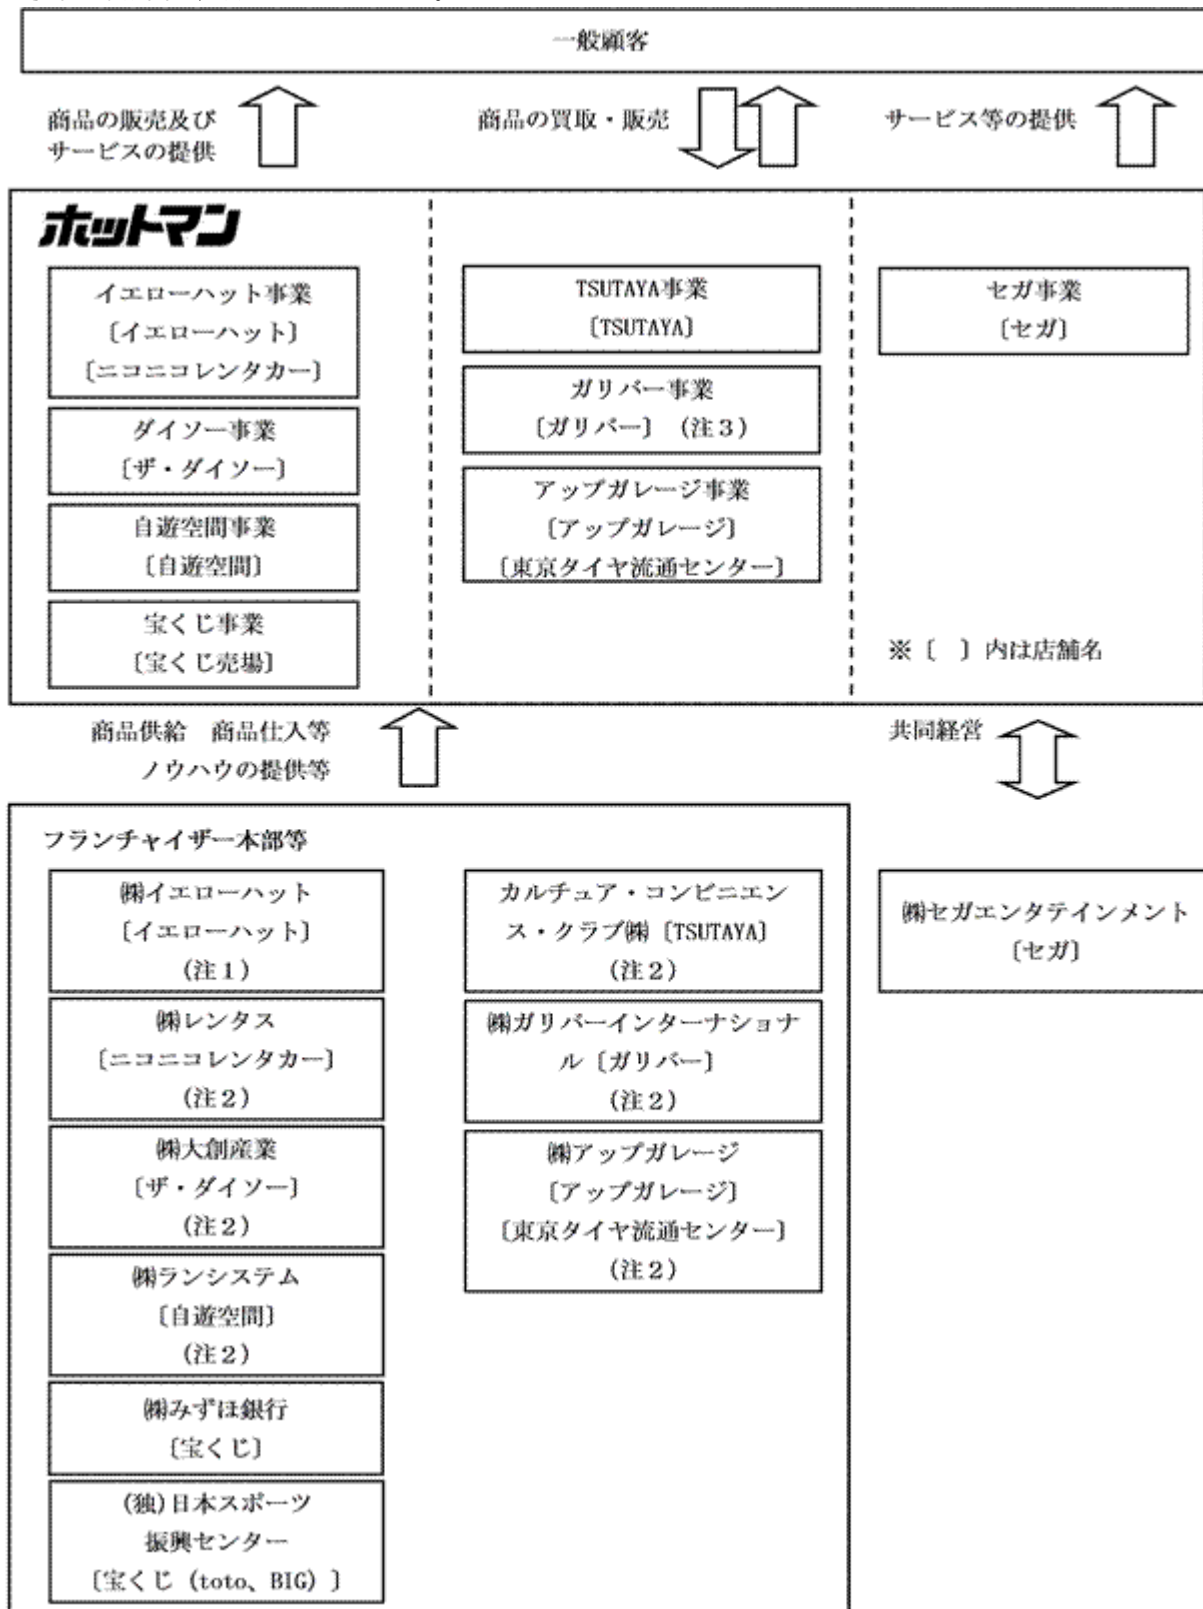 一般顧客
商品の販売及び
サービスの提供
商品の買取・販売
サービス等の提供
ホットマン
イエローハット事業
〔イエローハット〕
〔ニコニコレンタカー〕
ダイソー事業
〔ザ・ダイソー〕
自遊空間事業
〔自遊空間〕
宝くじ事業
〔宝くじ売場〕
TSUTAYA事業
〔TSUTAYA〕
ガリバー事業
〔ガリバー〕（注３）
アップガレージ事業
〔アップガレージ〕
〔東京タイヤ流通センター〕
セガ事業
〔セガ〕
※〔　〕内は店舗名
商品供給　商品仕入等
ノウハウの提供等
共同経営
フランチャイザー本部等
㈱イエローハット
〔イエローハット〕
（注１）
㈱レンタス
〔ニコニコレンタカー〕
（注２）
㈱大創産業
〔ザ・ダイソー〕
（注２）
㈱ランシステム
〔自遊空間〕
（注２）
㈱みずほ銀行
〔宝くじ〕
(独)日本スポーツ
振興センター
〔宝くじ（toto、BIG）〕
カルチュア・コンビニエン
ス・クラブ㈱〔TSUTAYA〕
（注２）
㈱ガリバーインターナショナ
ル〔ガリバー〕
（注２）
㈱アップガレージ
〔アップガレージ〕
〔東京タイヤ流通センター〕
（注２）
㈱セガエンタテインメント
〔セガ〕